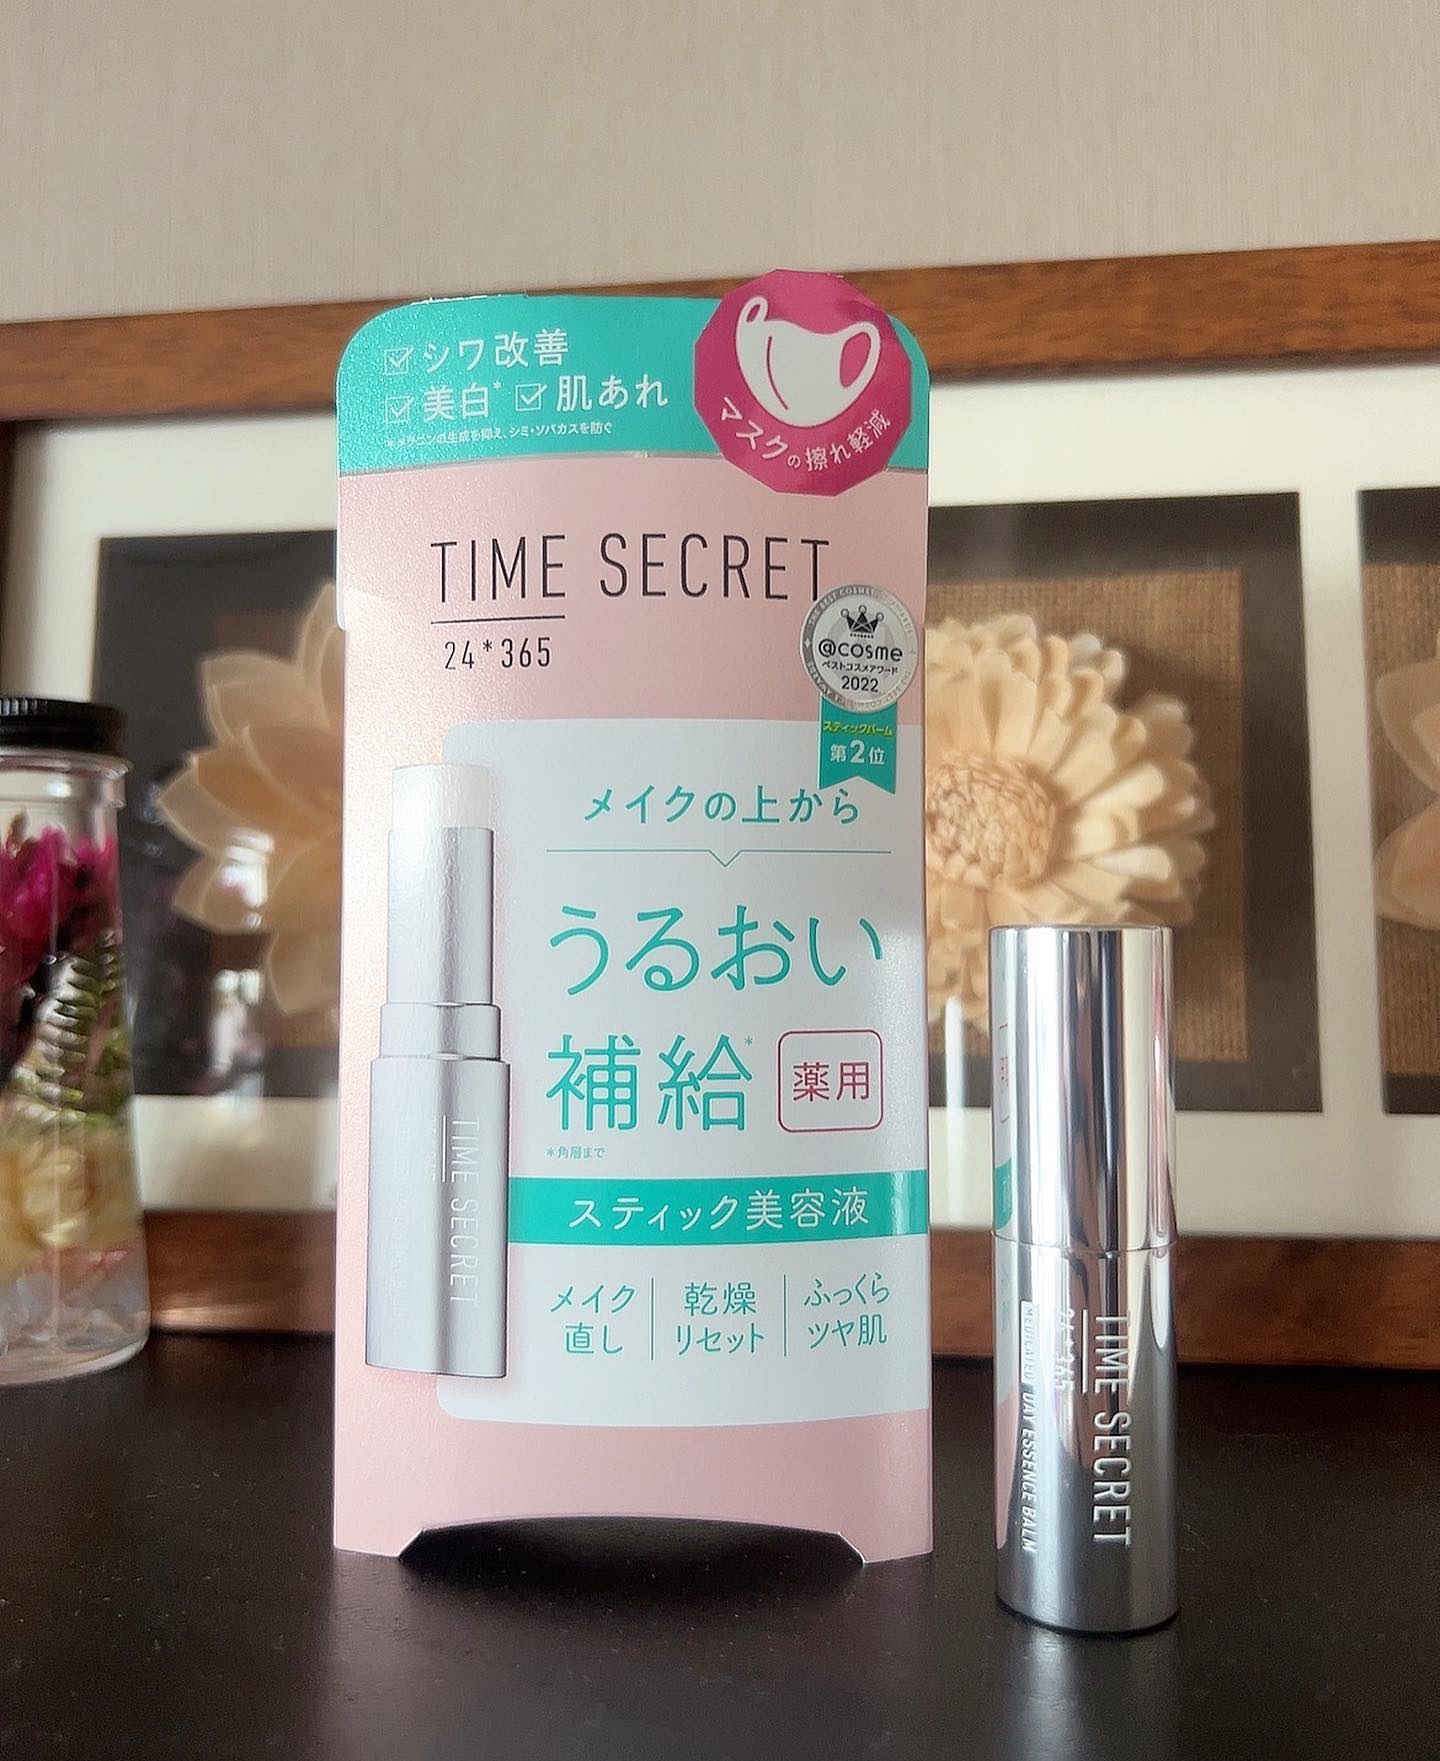 シワ改善
美白* 肌あれ
*メラニンの生成を抑え、シミ・ソバカスを防ぐ
マスクの擦れ軽減
TIME SECRET
24*365
@cosme
ベストコスメアワード
2022
スティックバーム
第2位
メイクの上から
うるおい
補給*
薬用
*角層まで
スティック美容液
メイク直し
乾燥リセット
ふっくらツヤ肌
TIME SECRET
TIME SECRET
24*365
MEDICATED DAY ESSENCE BALM